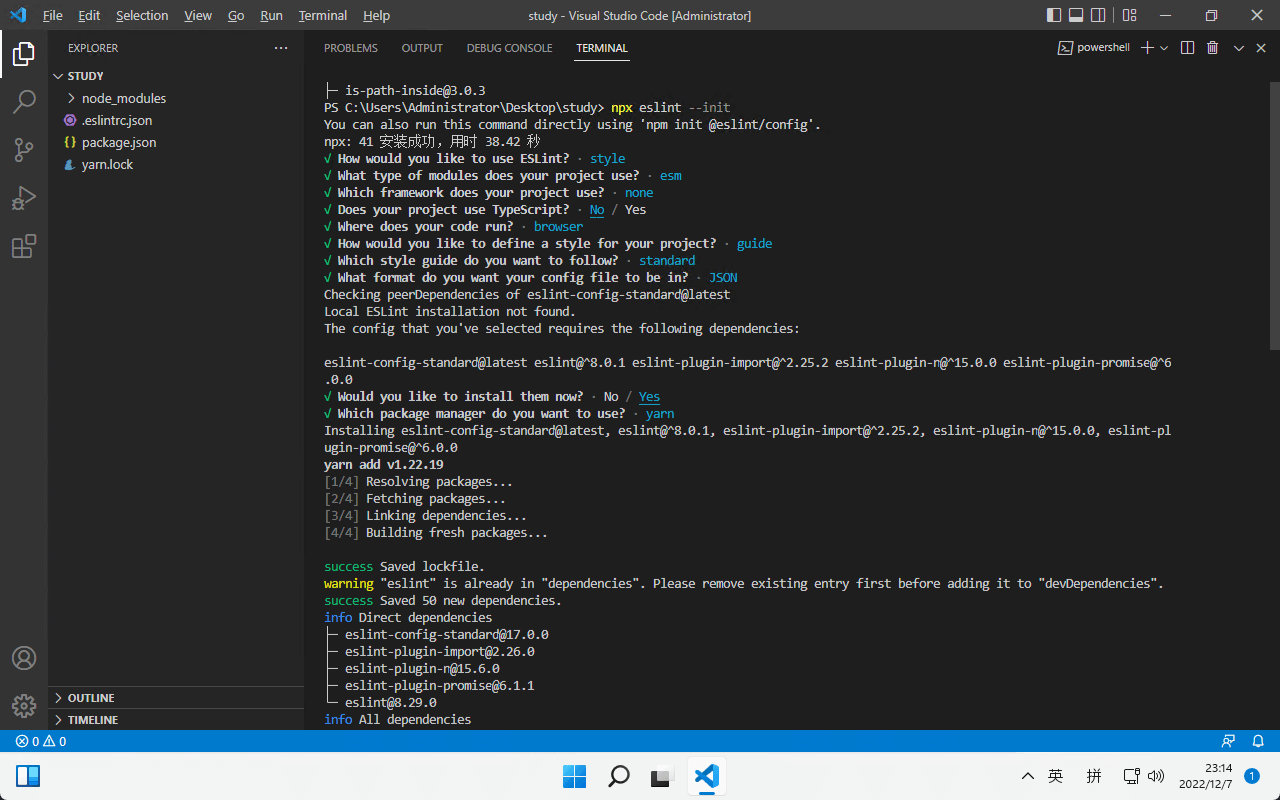 File Edit Selection View Go Run Terminal Help
study - Visual Studio Code [Administrator]
EXPLORER
STUDY
node_modules
.eslintrc.json
package.json
yarn.lock
OUTLINE
TIMELINE
PROBLEMS OUTPUT DEBUG CONSOLE TERMINAL
powershell
├─ is-path-inside@3.0.3
PS C:\Users\Administrator\Desktop\study> npx eslint --init
You can also run this command directly using 'npm init @eslint/config'.
npx: 41 安装成功，用时 38.42 秒
√ How would you like to use ESLint? · style
√ What type of modules does your project use? · esm
√ Which framework does your project use? · none
√ Does your project use TypeScript? · No / Yes
√ Where does your code run? · browser
√ How would you like to define a style for your project? · guide
√ Which style guide do you want to follow? · standard
√ What format do you want your config file to be in? · JSON
Checking peerDependencies of eslint-config-standard@latest
Local ESLint installation not found.
The config that you've selected requires the following dependencies:
eslint-config-standard@latest eslint@^8.0.1 eslint-plugin-import@^2.25.2 eslint-plugin-n@^15.0.0 eslint-plugin-promise@^6
.0.0
√ Would you like to install them now? · No / Yes
√ Which package manager do you want to use? · yarn
Installing eslint-config-standard@latest, eslint@^8.0.1, eslint-plugin-import@^2.25.2, eslint-plugin-n@^15.0.0, eslint-pl
ugin-promise@^6.0.0
yarn add v1.22.19
[1/4] Resolving packages...
[2/4] Fetching packages...
[3/4] Linking dependencies...
[4/4] Building fresh packages...
success Saved lockfile.
warning "eslint" is already in "dependencies". Please remove existing entry first before adding it to "devDependencies".
success Saved 50 new dependencies.
info Direct dependencies
├─ eslint-config-standard@17.0.0
├─ eslint-plugin-import@2.26.0
├─ eslint-plugin-n@15.6.0
├─ eslint-plugin-promise@6.1.1
└─ eslint@8.29.0
info All dependencies
0 0
英 拼
23:14
2022/12/7
1